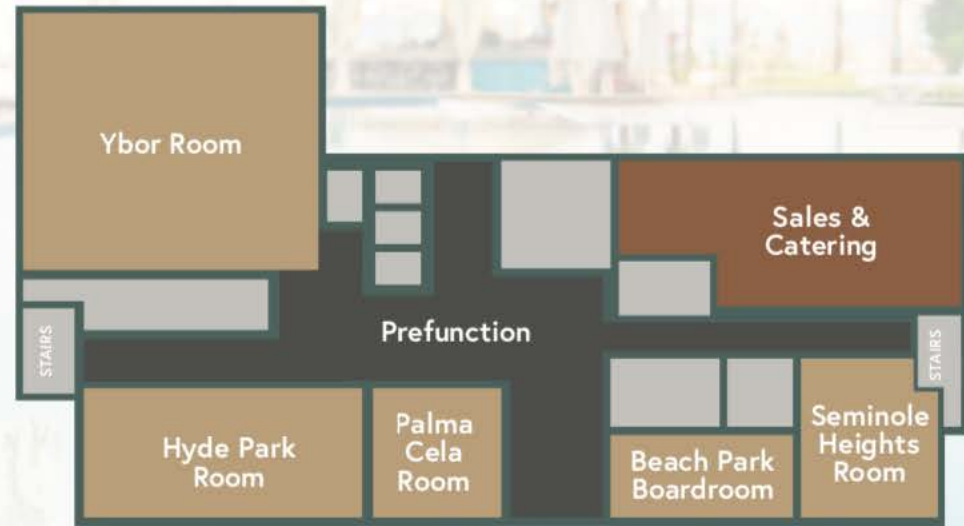 Ybor Room
Sales &
Catering
Prefunction
STAIRS
STAIRS
Hyde Park
Room
Palma
Cela
Room
Beach Park
Boardroom
Seminole
Heights
Room